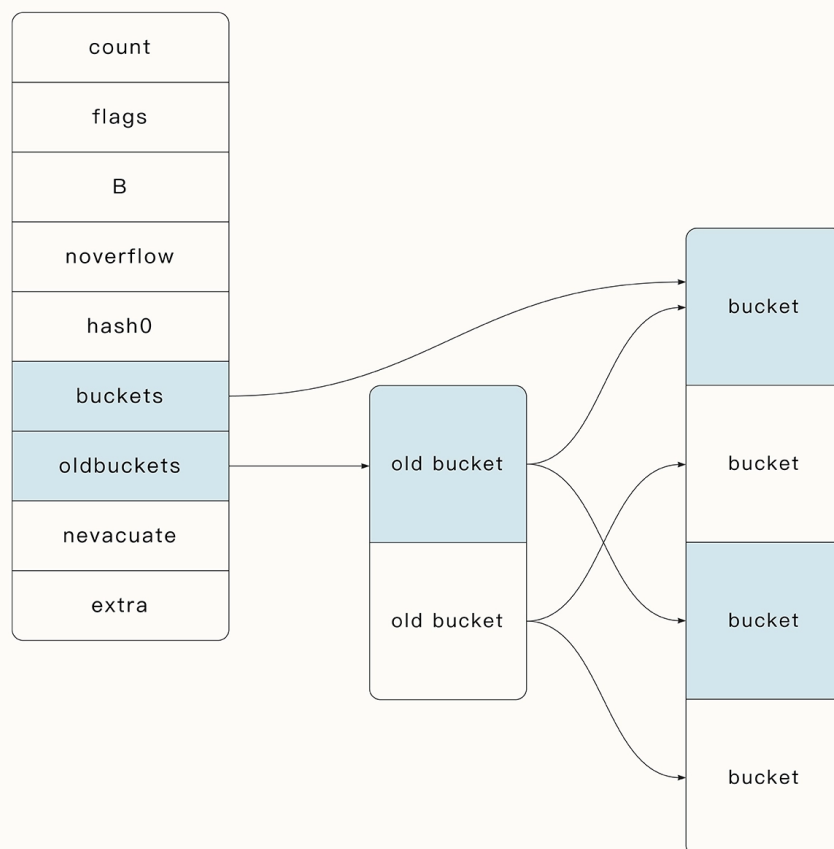 count
flags
B
noverflow
hash0
buckets
oldbuckets
nevacuate
extra
old bucket
old bucket
bucket
bucket
bucket
bucket